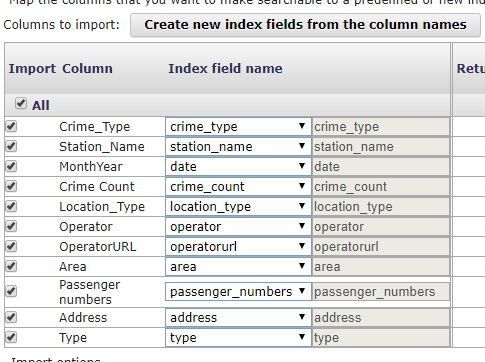 Map the columns that you want to make searchable to a predefined or new ind
Columns to import: Create new index fields from the column names
Import Column Index field name Retu
All
Crime_Type crime_type crime_type
Station_Name station_name station_name
MonthYear date date
Crime Count crime_count crime_count
Location_Type location_type location_type
Operator operator operator
OperatorURL operatorurl operatorurl
Area area area
Passenger
numbers passenger_numbers passenger_numbers
Address address address
Type type type
Import options